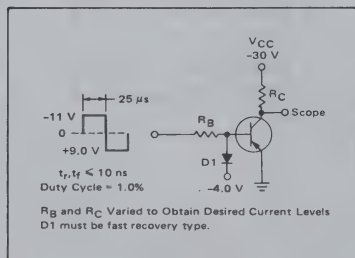 VCC
-30 V
25 μs
RC
Scope
-11 V
0
RB
+9.0 V
D1
tr, tf ≤ 10 ns
Duty Cycle = 1.0%
-4.0 V
RB and RC Varied to Obtain Desired Current Levels
D1 must be fast recovery type.